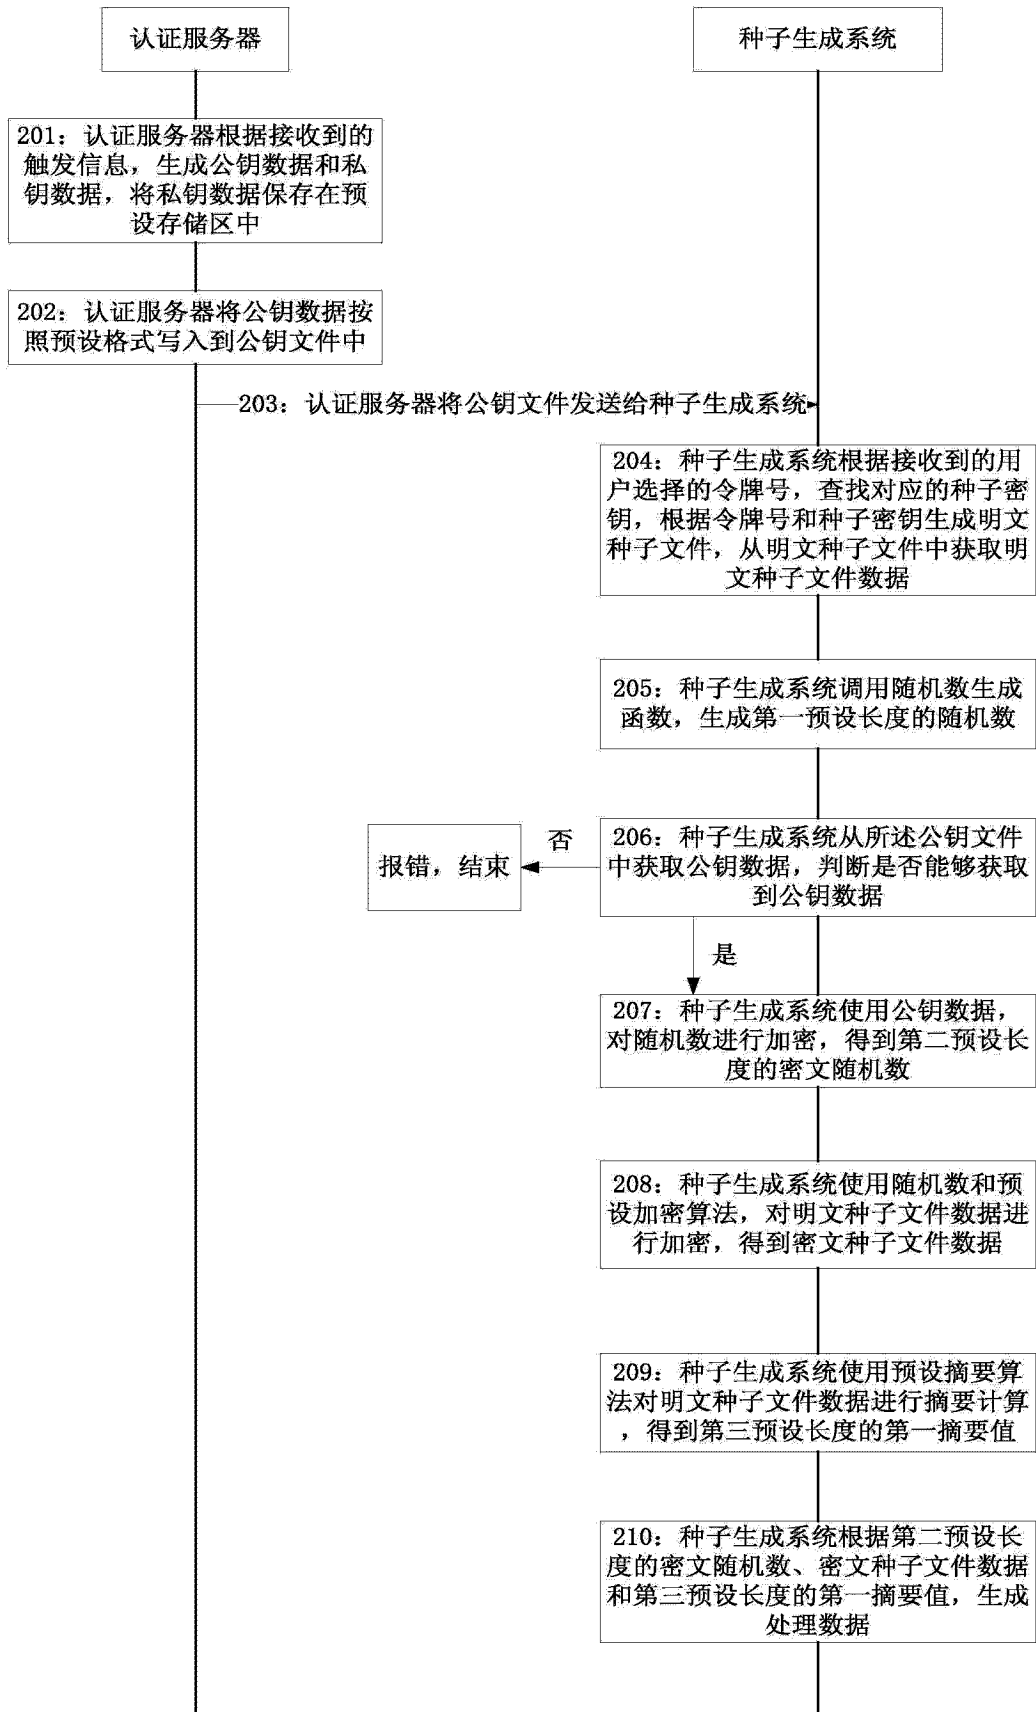 认证服务器
种子生成系统
201：认证服务器根据接收到的
触发信息，生成公钥数据和私
钥数据，将私钥数据保存在预
设存储区中
202：认证服务器将公钥数据按
照预设格式写入到公钥文件中
203：认证服务器将公钥文件发送给种子生成系统
204：种子生成系统根据接收到的用
户选择的令牌号，查找对应的种子密
钥，根据令牌号和种子密钥生成明文
种子文件，从明文种子文件中获取明
文种子文件数据
205：种子生成系统调用随机数生成
函数，生成第一预设长度的随机数
206：种子生成系统从所述公钥文件
中获取公钥数据，判断是否能够获取
到公钥数据
否
报错，结束
是
207：种子生成系统使用公钥数据，
对随机数进行加密，得到第二预设长
度的密文随机数
208：种子生成系统使用随机数和预
设加密算法，对明文种子文件数据进
行加密，得到密文种子文件数据
209：种子生成系统使用预设摘要算
法对明文种子文件数据进行摘要计算
，得到第三预设长度的第一摘要值
210：种子生成系统根据第二预设长
度的密文随机数、密文种子文件数据
和第三预设长度的第一摘要值，生成
处理数据